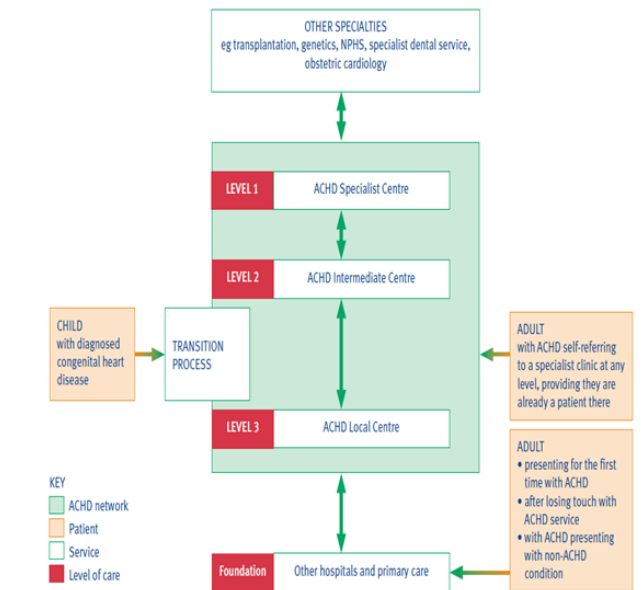 OTHER SPECIALTIES
eg transplantation, genetics, NPHS, specialist dental service,
obstetric cardiology
LEVEL 1
ACHD Specialist Centre
LEVEL 2
ACHD Intermediate Centre
CHILD
with diagnosed
congenital heart
disease
TRANSITION
PROCESS
ADULT
with ACHD self-referring
to a specialist clinic at any
level, providing they are
already a patient there
LEVEL 3
ACHD Local Centre
ADULT
• presenting for the first
time with ACHD
• after losing touch with
ACHD service
• with ACHD presenting
with non-ACHD
condition
KEY
ACHD network
Patient
Service
Level of care
Foundation
Other hospitals and primary care